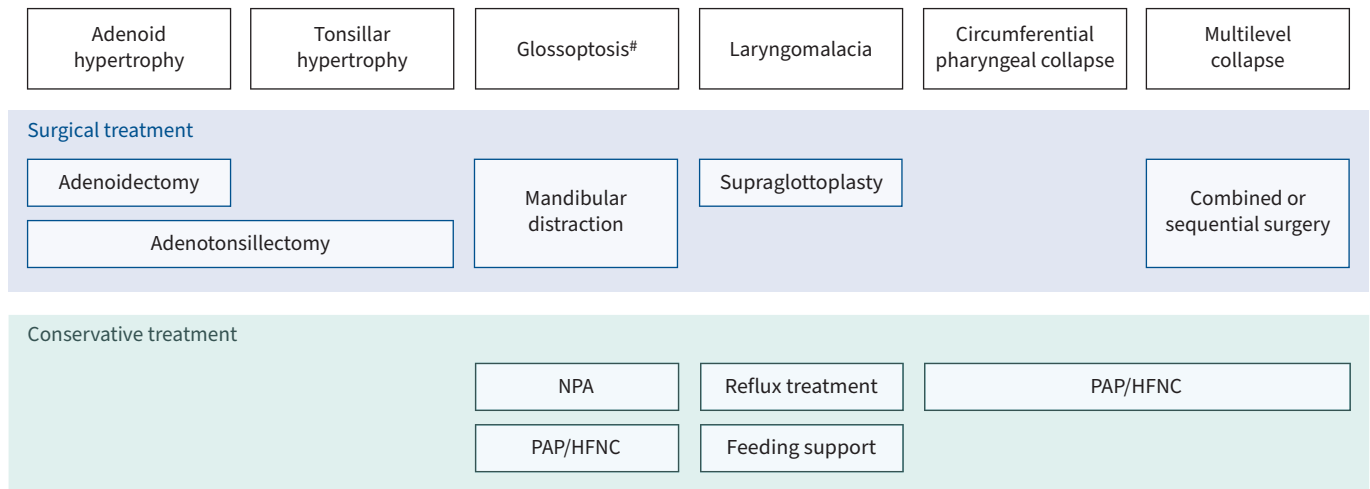 Adenoid
hypertrophy
Tonsillar
hypertrophy
Glossoptosis#
Laryngomalacia
Circumferential
pharyngeal collapse
Multilevel
collapse
Surgical treatment
Adenoidectomy
Adenotonsillectomy
Mandibular
distraction
Supraglottoplasty
Combined or
sequential surgery
Conservative treatment
NPA
Reflux treatment
PAP/HFNC
PAP/HFNC
Feeding support